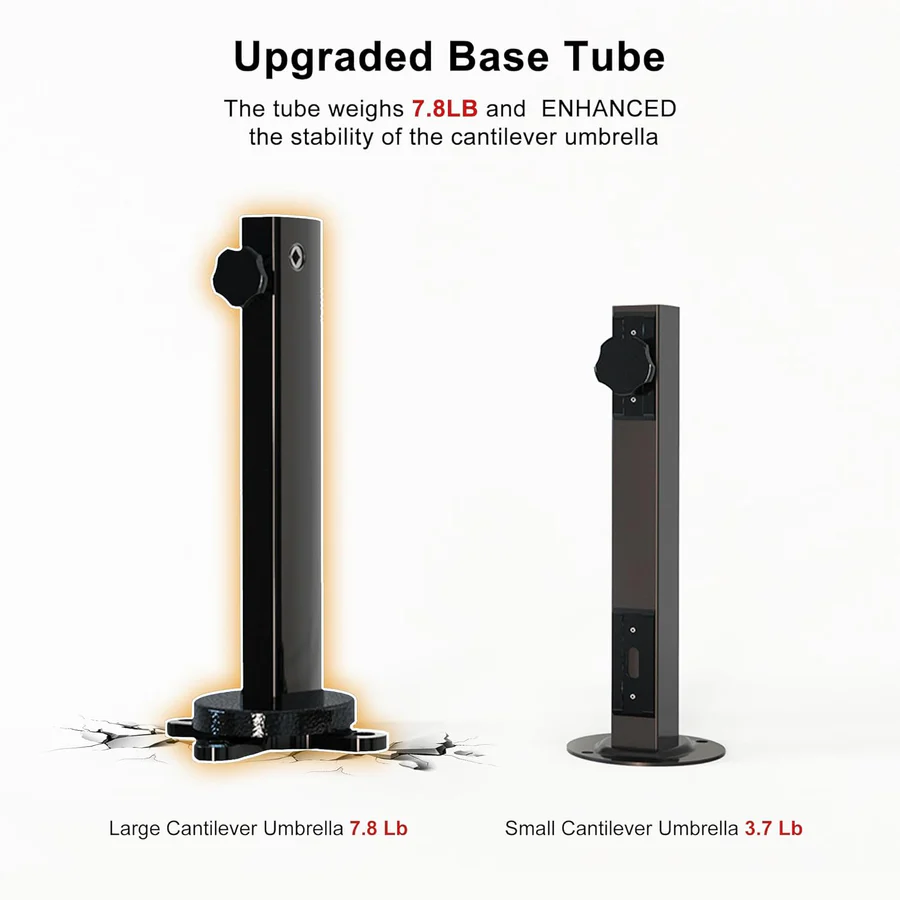 Upgraded Base Tube
The tube weighs 7.8LB and ENHANCED
the stability of the cantilever umbrella
Large Cantilever Umbrella 7.8 Lb
Small Cantilever Umbrella 3.7 Lb